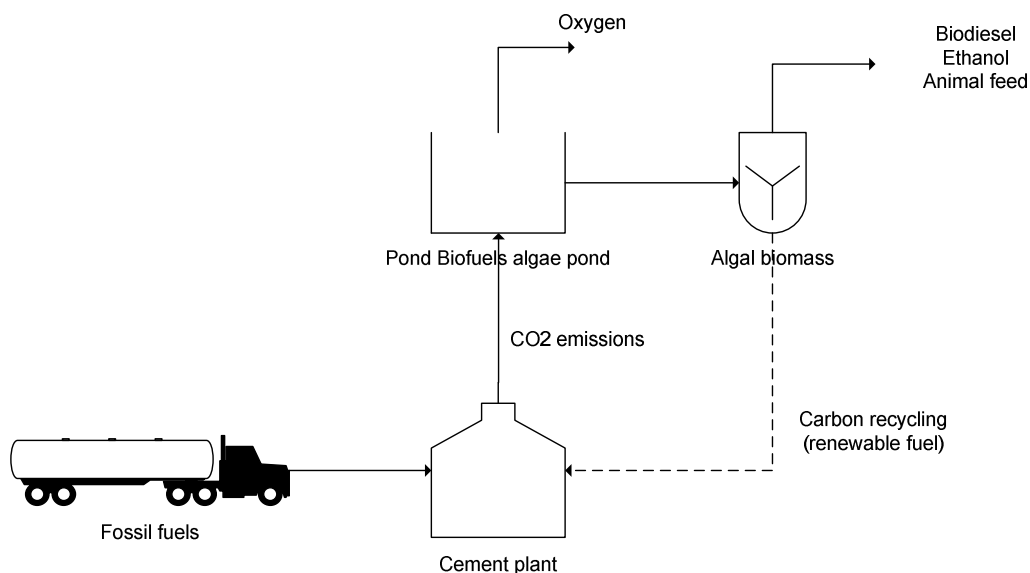 Oxygen
Biodiesel
Ethanol
Animal feed
Pond Biofuels algae pond
Algal biomass
CO2 emissions
Carbon recycling
(renewable fuel)
Fossil fuels
Cement plant